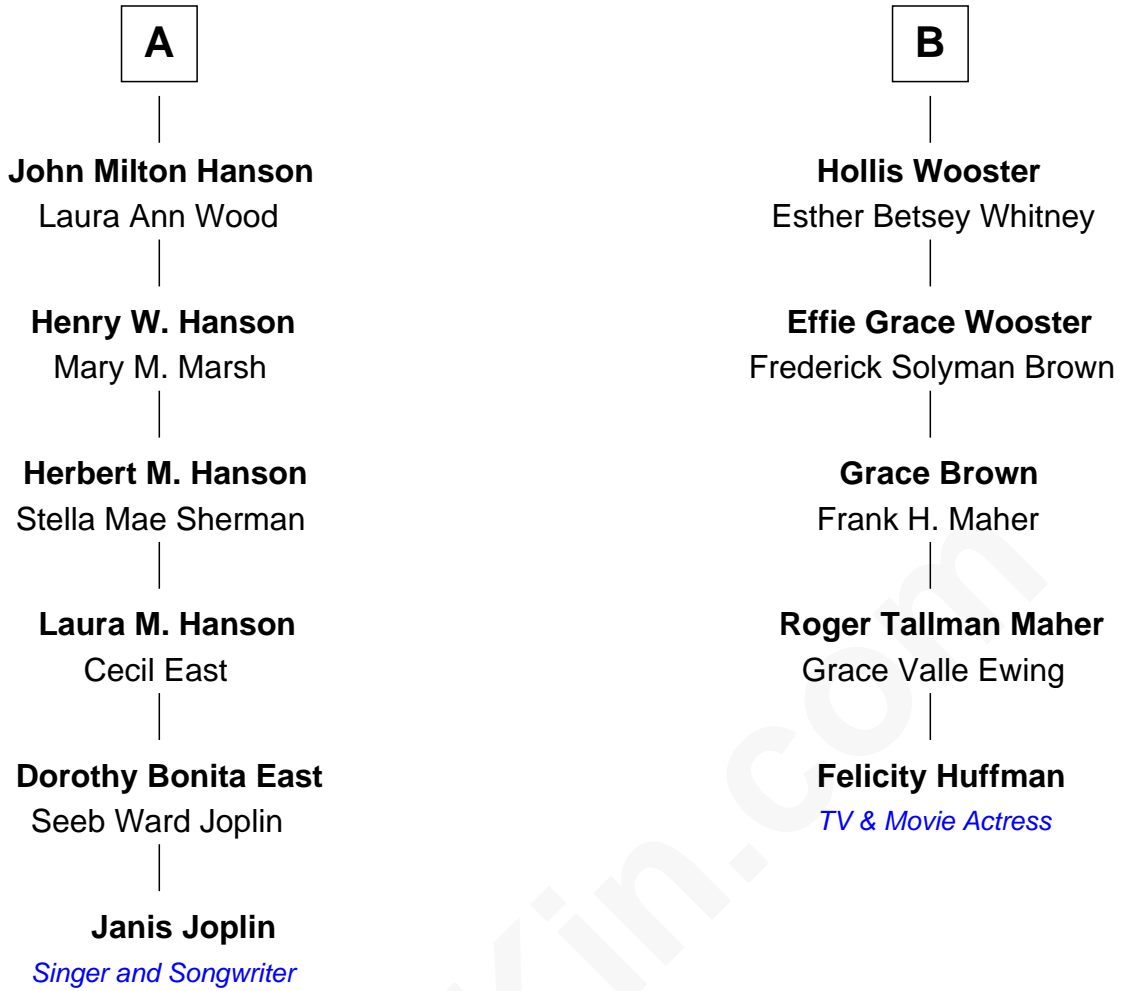 A
B
John Milton Hanson
Laura Ann Wood
Hollis Wooster
Esther Betsey Whitney
Henry W. Hanson
Mary M. Marsh
Effie Grace Wooster
Frederick Solyman Brown
Herbert M. Hanson
Stella Mae Sherman
Grace Brown
Frank H. Maher
Laura M. Hanson
Cecil East
Roger Tallman Maher
Grace Valle Ewing
Dorothy Bonita East
Seeb Ward Joplin
Felicity Huffman
TV & Movie Actress
Janis Joplin
Singer and Songwriter
kin.com